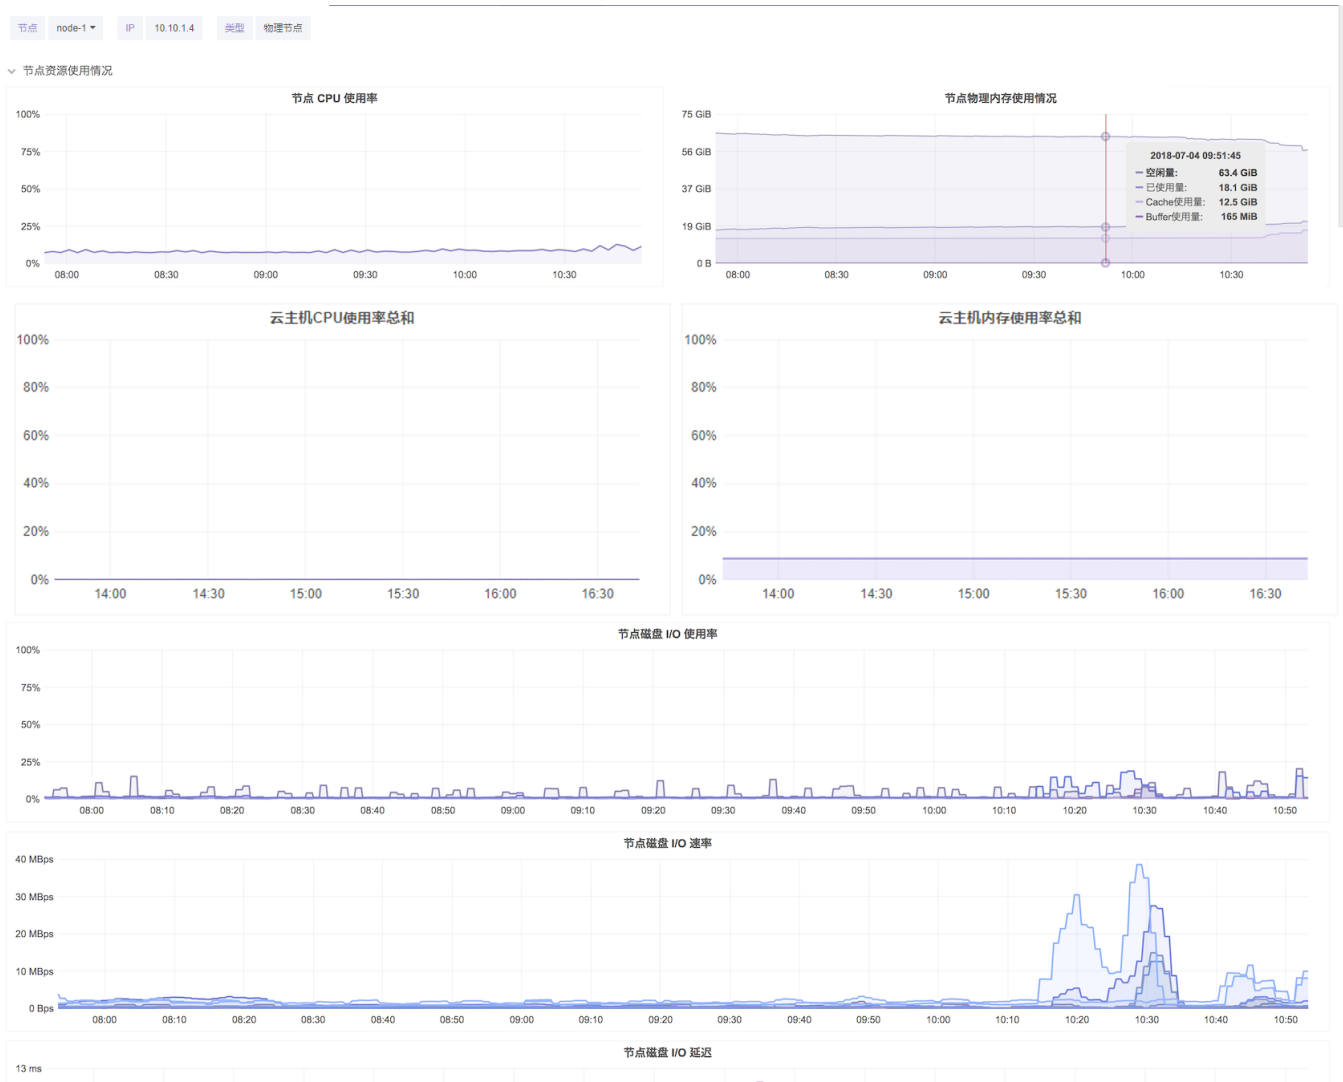 节点 node-1 IP 10.10.1.4 类型 物理节点
节点资源使用情况
节点 CPU 使用率
100%
75%
50%
25%
0%
08:00 08:30 09:00 09:30 10:00 10:30
节点物理内存使用情况
75 GiB
56 GiB
37 GiB
19 GiB
0 B
2018-07-04 09:51:45
空闲量: 63.4 GiB
已使用量: 18.1 GiB
Cache使用量: 12.5 GiB
Buffer使用量: 165 MiB
08:00 08:30 09:00 09:30 10:00 10:30
云主机CPU使用率总和
100%
80%
60%
40%
20%
0%
14:00 14:30 15:00 15:30 16:00 16:30
云主机内存使用率总和
100%
80%
60%
40%
20%
0%
14:00 14:30 15:00 15:30 16:00 16:30
节点磁盘 I/O 使用率
100%
75%
50%
25%
0%
08:00 08:10 08:20 08:30 08:40 08:50 09:00 09:10 09:20 09:30 09:40 09:50 10:00 10:10 10:20 10:30 10:40 10:50
节点磁盘 I/O 速率
40 MBps
30 MBps
20 MBps
10 MBps
0 Bps
08:00 08:10 08:20 08:30 08:40 08:50 09:00 09:10 09:20 09:30 09:40 09:50 10:00 10:10 10:20 10:30 10:40 10:50
节点磁盘 I/O 延迟
13 ms